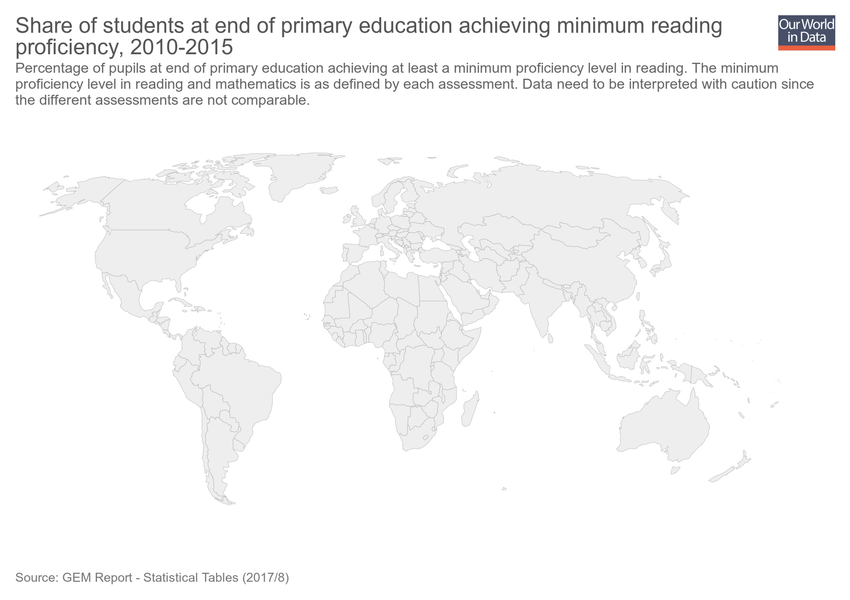 Share of students at end of primary education achieving minimum reading
proficiency, 2010-2015
Our World
in Data
Percentage of pupils at end of primary education achieving at least a minimum proficiency level in reading. The minimum
proficiency level in reading and mathematics is as defined by each assessment. Data need to be interpreted with caution since
the different assessments are not comparable.
Source: GEM Report - Statistical Tables (2017/8)